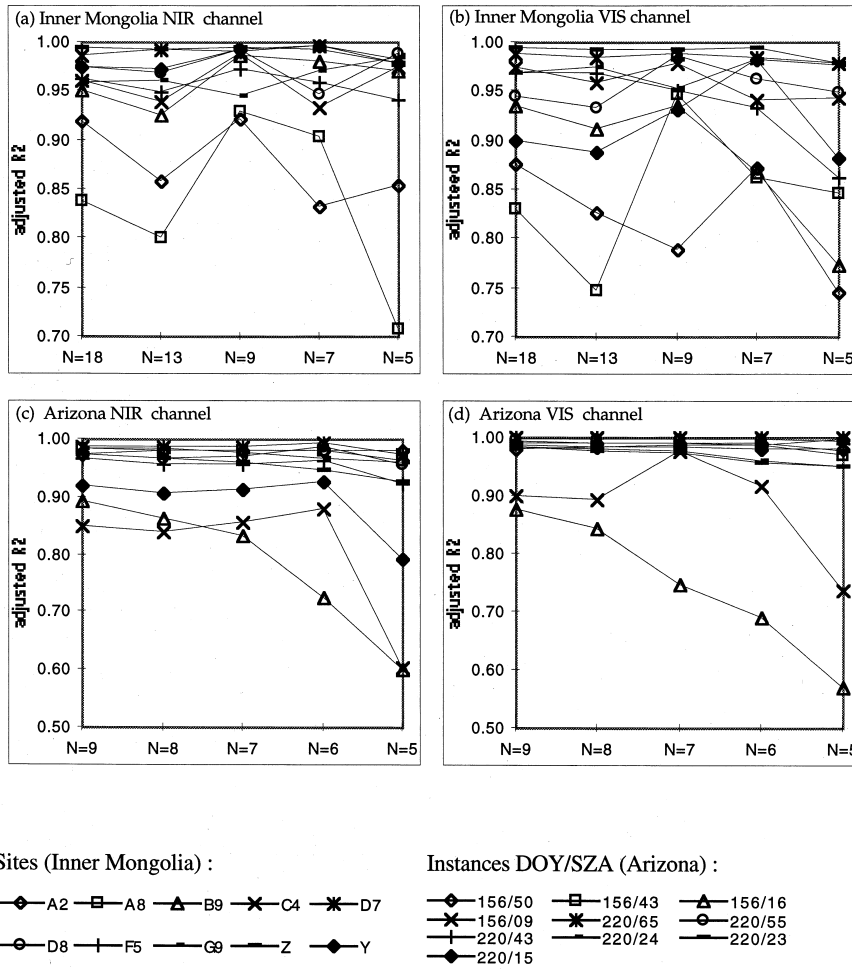 (a) Inner Mongolia NIR channel
1.00
0.95
0.90
0.85
0.80
0.75
0.70
adjusted R2
N=18 N=13 N=9 N=7 N=5
(b) Inner Mongolia VIS channel
1.00
0.95
0.90
0.85
0.80
0.75
0.70
adjusteed R2
N=18 N=13 N=9 N=7 N=5
(c) Arizona NIR channel
1.00
0.90
0.80
0.70
0.60
0.50
adjusted R2
N=9 N=8 N=7 N=6 N=5
(d) Arizona VIS channel
1.00
0.90
0.80
0.70
0.60
0.50
adjusted R2
N=9 N=8 N=7 N=6 N=5
Sites (Inner Mongolia) :
A2 A8 B9 C4 D7
D8 F5 G9 Z Y
Instances DOY/SZA (Arizona) :
156/50 156/43 156/16
156/09 220/65 220/55
220/43 220/24 220/23
220/15